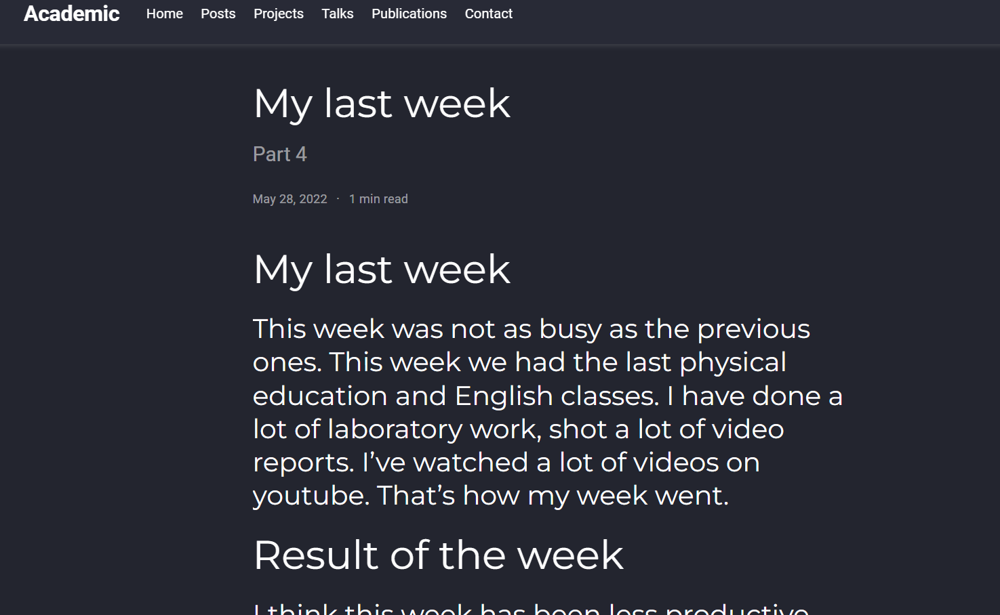 Academic Home Posts Projects Talks Publications Contact
My last week
Part 4
May 28, 2022 · 1 min read
My last week
This week was not as busy as the previous
ones. This week we had the last physical
education and English classes. I have done a
lot of laboratory work, shot a lot of video
reports. I’ve watched a lot of videos on
youtube. That’s how my week went.
Result of the week
I think this week has been less productive